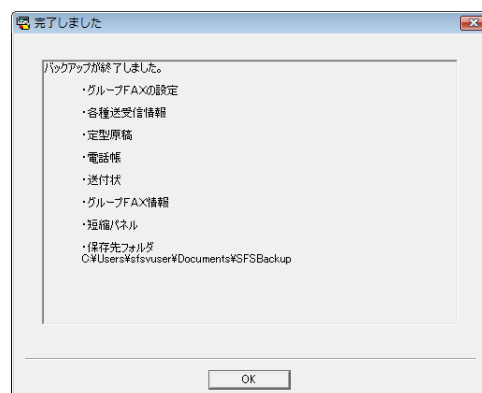 完了しました
バックアップが終了しました。
・グループFAXの設定
・各種送受信情報
・定型原稿
・電話帳
・送付状
・グループFAX情報
・短縮パネル
・保存先フォルダ
C:¥Users¥sfsvuser¥Documents¥SFSBackup
OK